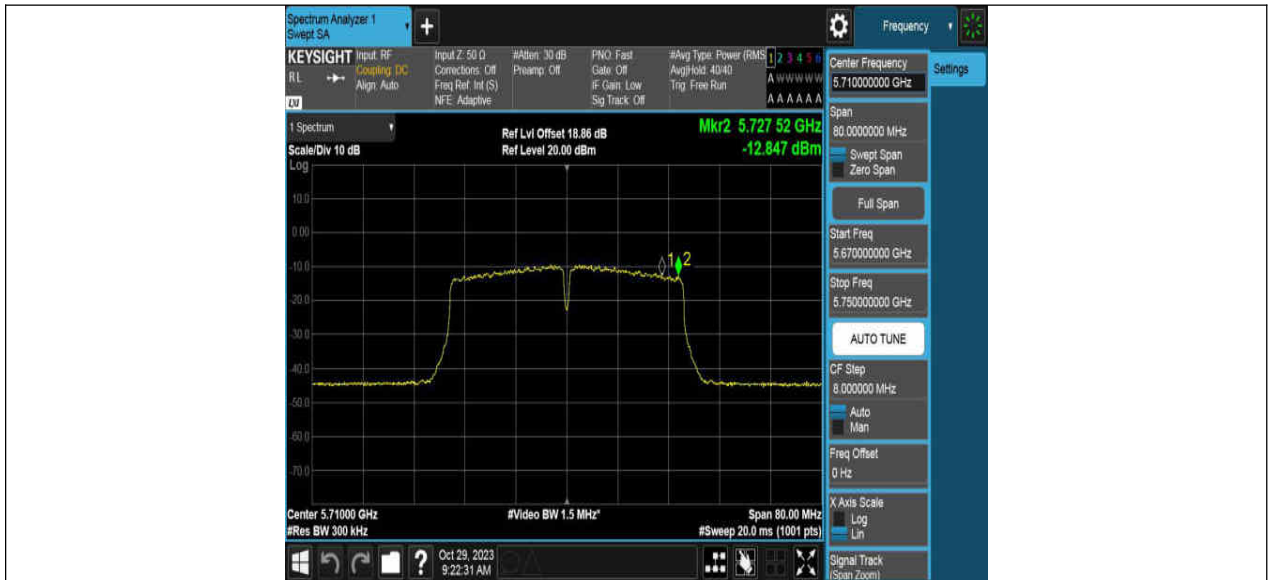 Spectrum Analyzer 1
Swept SA
+
Frequency
KEYSIGHT
RL
LXI
Input: RF
Coupling: DC
Align: Auto
Input Z: 50 Ω
Corrections: Off
Freq Ref: Int (S)
NFE: Adaptive
#Atten: 30 dB
Preamp: Off
PNO: Fast
Gate: Off
IF Gain: Low
Sig Track: Off
#Avg Type: Power (RMS
Avg|Hold: 40/40
Trig: Free Run
1 2 3 4 5 6
A W W W W W
A A A A A A
1 Spectrum
Scale/Div 10 dB
Log
Ref Lvl Offset 18.86 dB
Ref Level 20.00 dBm
Mkr2 5.727 52 GHz
-12.847 dBm
10.0
0.00
-10.0
-20.0
-30.0
-40.0
-50.0
-60.0
-70.0
1
2
Center 5.71000 GHz
#Res BW 300 kHz
#Video BW 1.5 MHz*
Span 80.00 MHz
#Sweep 20.0 ms (1001 pts)
?
Oct 29, 2023
9:22:31 AM
Center Frequency
5.710000000 GHz
Settings
Span
80.0000000 MHz
Swept Span
Zero Span
Full Span
Start Freq
5.670000000 GHz
Stop Freq
5.750000000 GHz
AUTO TUNE
CF Step
8.000000 MHz
Auto
Man
Freq Offset
0 Hz
X Axis Scale
Log
Lin
Signal Track
(Span Zoom)